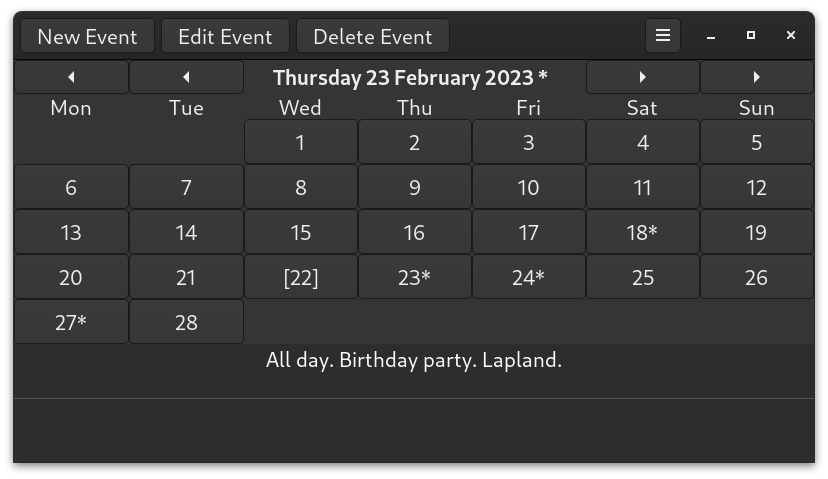 New Event Edit Event Delete Event
Thursday 23 February 2023 *
Mon Tue Wed Thu Fri Sat Sun
1 2 3 4 5
6 7 8 9 10 11 12
13 14 15 16 17 18* 19
20 21 [22] 23* 24* 25 26
27* 28
All day. Birthday party. Lapland.